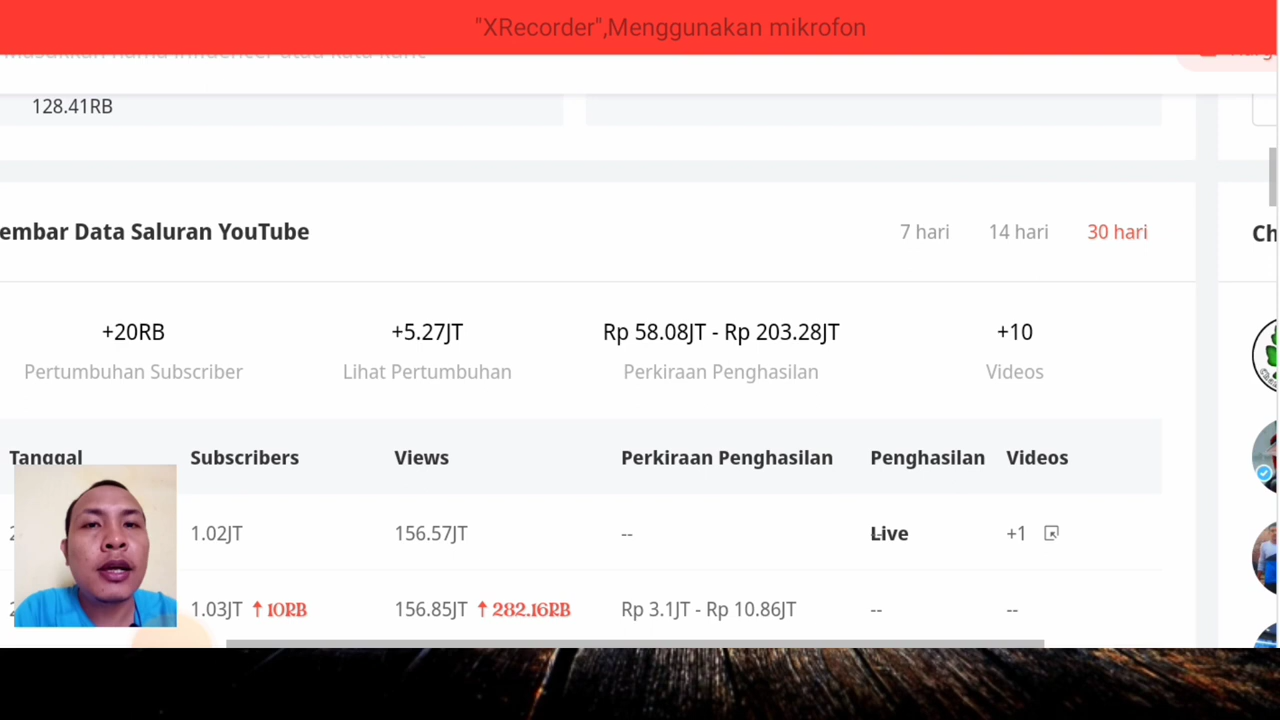 "XRecorder",Menggunakan mikrofon
128.41RB
embar Data Saluran YouTube
7 hari 14 hari 30 hari
Ch
+20RB +5.27JT Rp 58.08JT - Rp 203.28JT +10
Pertumbuhan Subscriber Lihat Pertumbuhan Perkiraan Penghasilan Videos
Tanggal Subscribers Views Perkiraan Penghasilan Penghasilan Videos
1.02JT 156.57JT -- Live +1
1.03JT 10RB 156.85JT 282.16RB Rp 3.1JT - Rp 10.86JT -- --